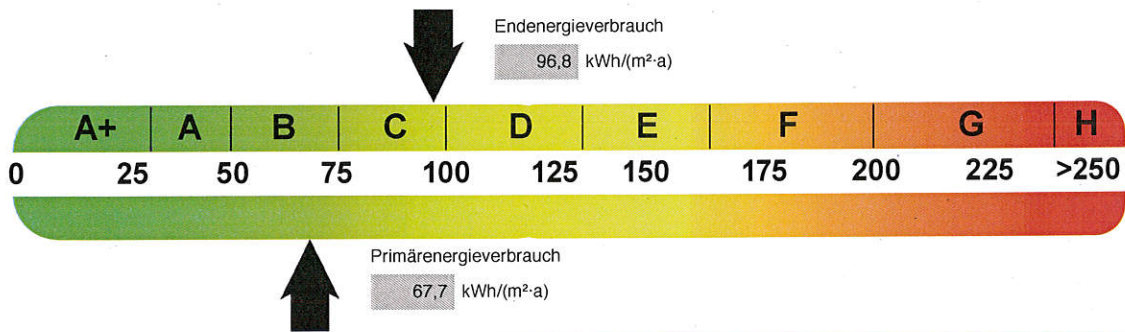 Endenergieverbrauch
96,8 kWh/(m²·a)
A+ A B C D E F G H
0 25 50 75 100 125 150 175 200 225 >250
Primärenergieverbrauch
67,7 kWh/(m²·a)